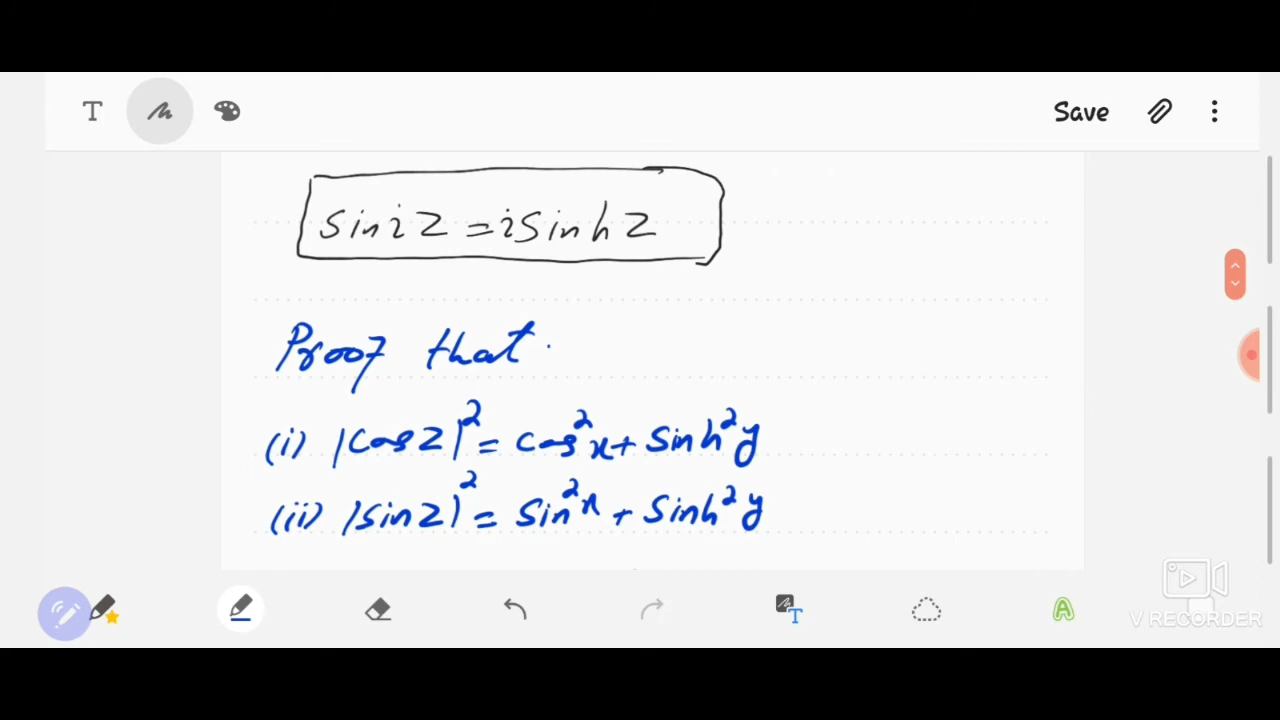 T
Save
sin iz = i sinh z
Proof that
(i) |cos z|² = cos²x + sinh²y
(ii) |sin z|² = sin²x + sinh²y
T
A
V RECORDER